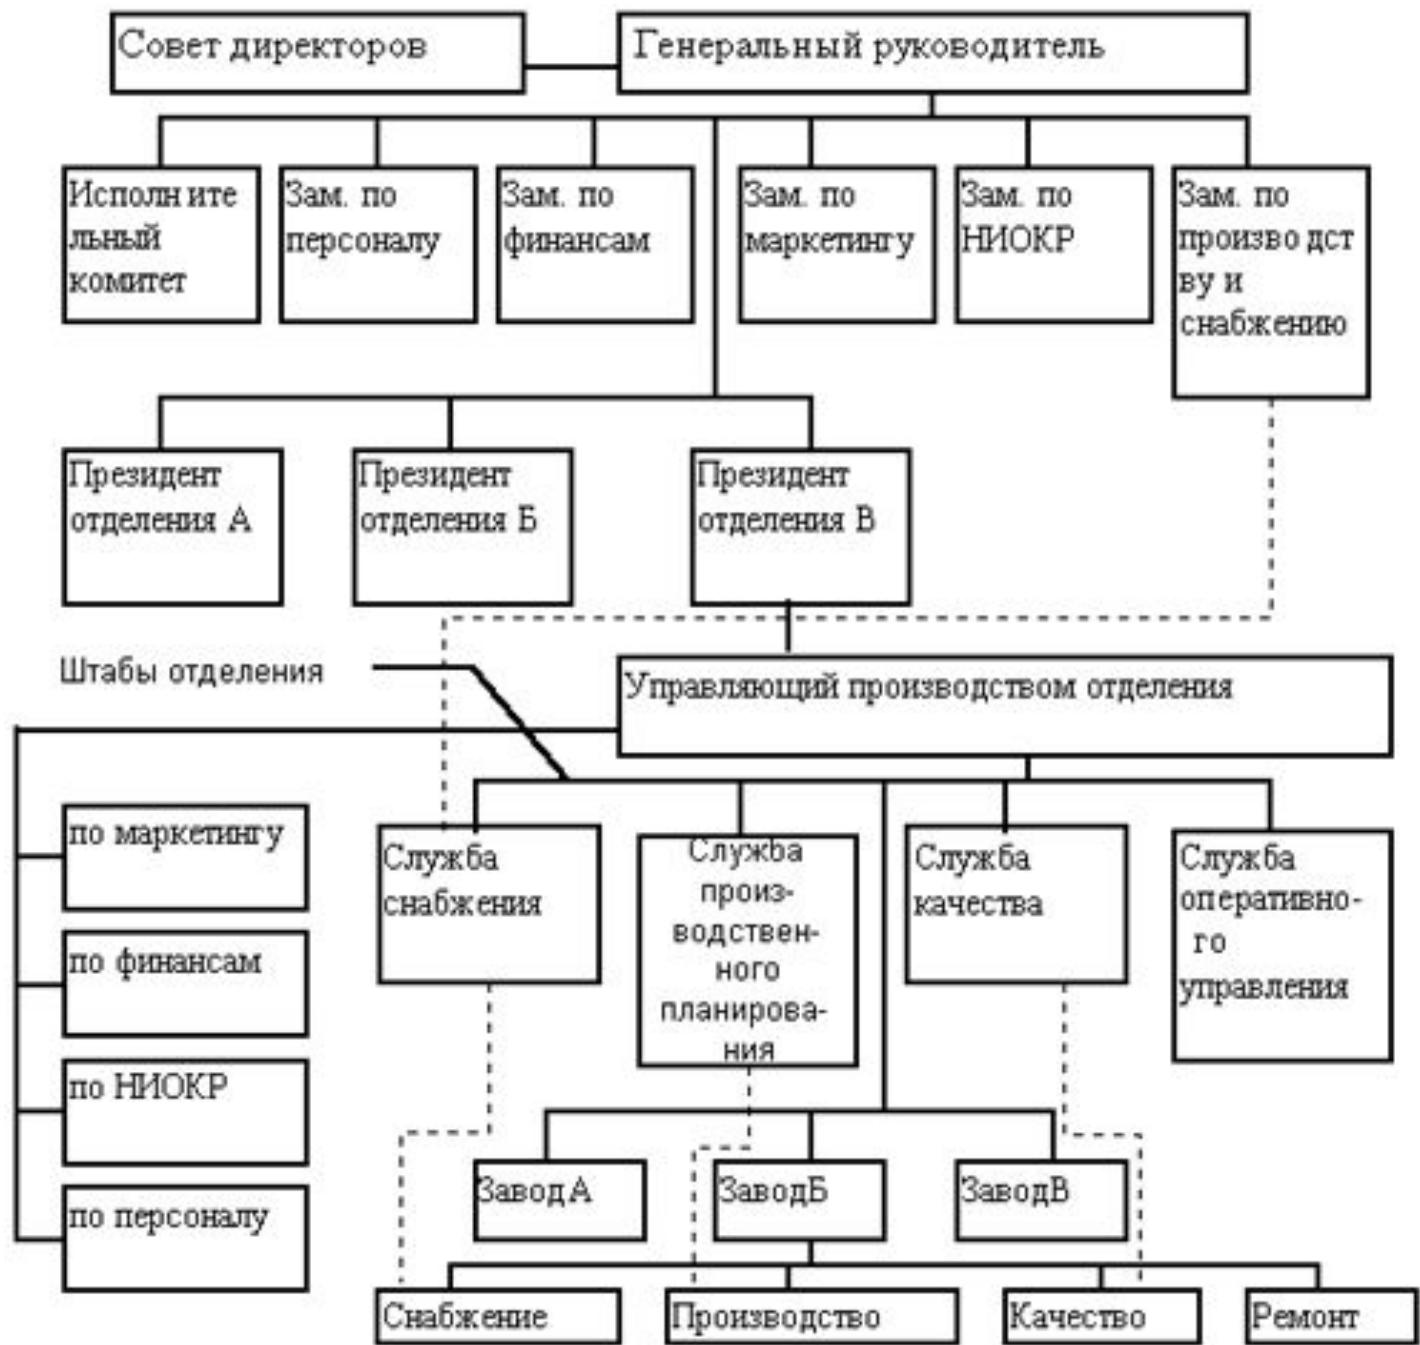 Совет директоров
Генеральный руководитель
Исполн ите
льный
комитет
Зам. по
персоналу
Зам. по
финансам
Зам. по
маркетингу
Зам. по
НИОКР
Зам. по
произво дст
ву и
снабжению
Президент
отделения А
Президент
отделения Б
Президент
отделения В
Штабы отделения
Управляющий производством отделения
по маркетингу
по финансам
по НИОКР
по персоналу
Служба
снабжения
Служба
произ-
водствен-
ного
планирова-
ния
Служба
качества
Служба
оперативно-
го
управления
Завод А
ЗаводБ
ЗаводВ
Снабжение
Производство
Качество
Ремонт